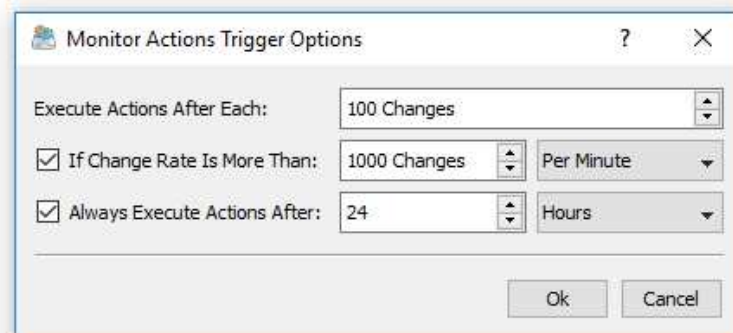 Monitor Actions Trigger Options ?
Execute Actions After Each: 100 Changes
If Change Rate Is More Than: 1000 Changes Per Minute
Always Execute Actions After: 24 Hours
Ok Cancel